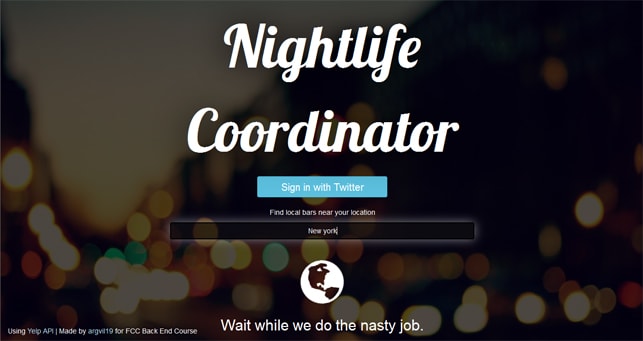 Nightlife
Coordinator
Sign in with Twitter
Find local bars near your location
New york
Wait while we do the nasty job.
Using Yelp API | Made by argvil19 for FCC Back End Course